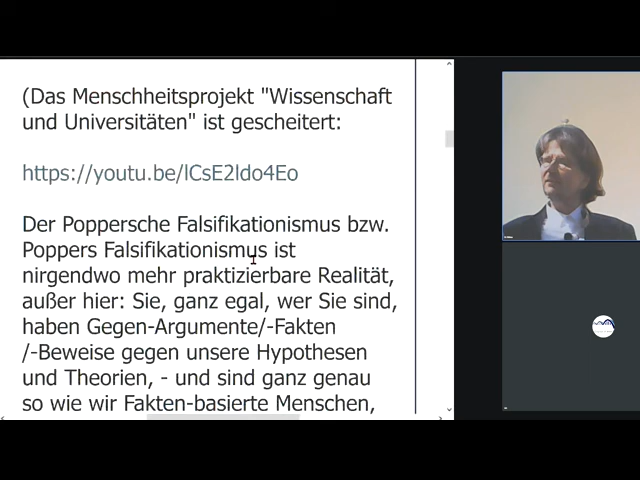 (Das Menschheitsprojekt "Wissenschaft
und Universitäten" ist gescheitert:
https://youtu.be/lCsE2ldo4Eo
Der Poppersche Falsifikationismus bzw.
Poppers Falsifikationismus ist
nirgendwo mehr praktizierbare Realität,
außer hier: Sie, ganz egal, wer Sie sind,
haben Gegen-Argumente/-Fakten
/-Beweise gegen unsere Hypothesen
und Theorien, - und sind ganz genau
so wie wir Fakten-basierte Menschen,